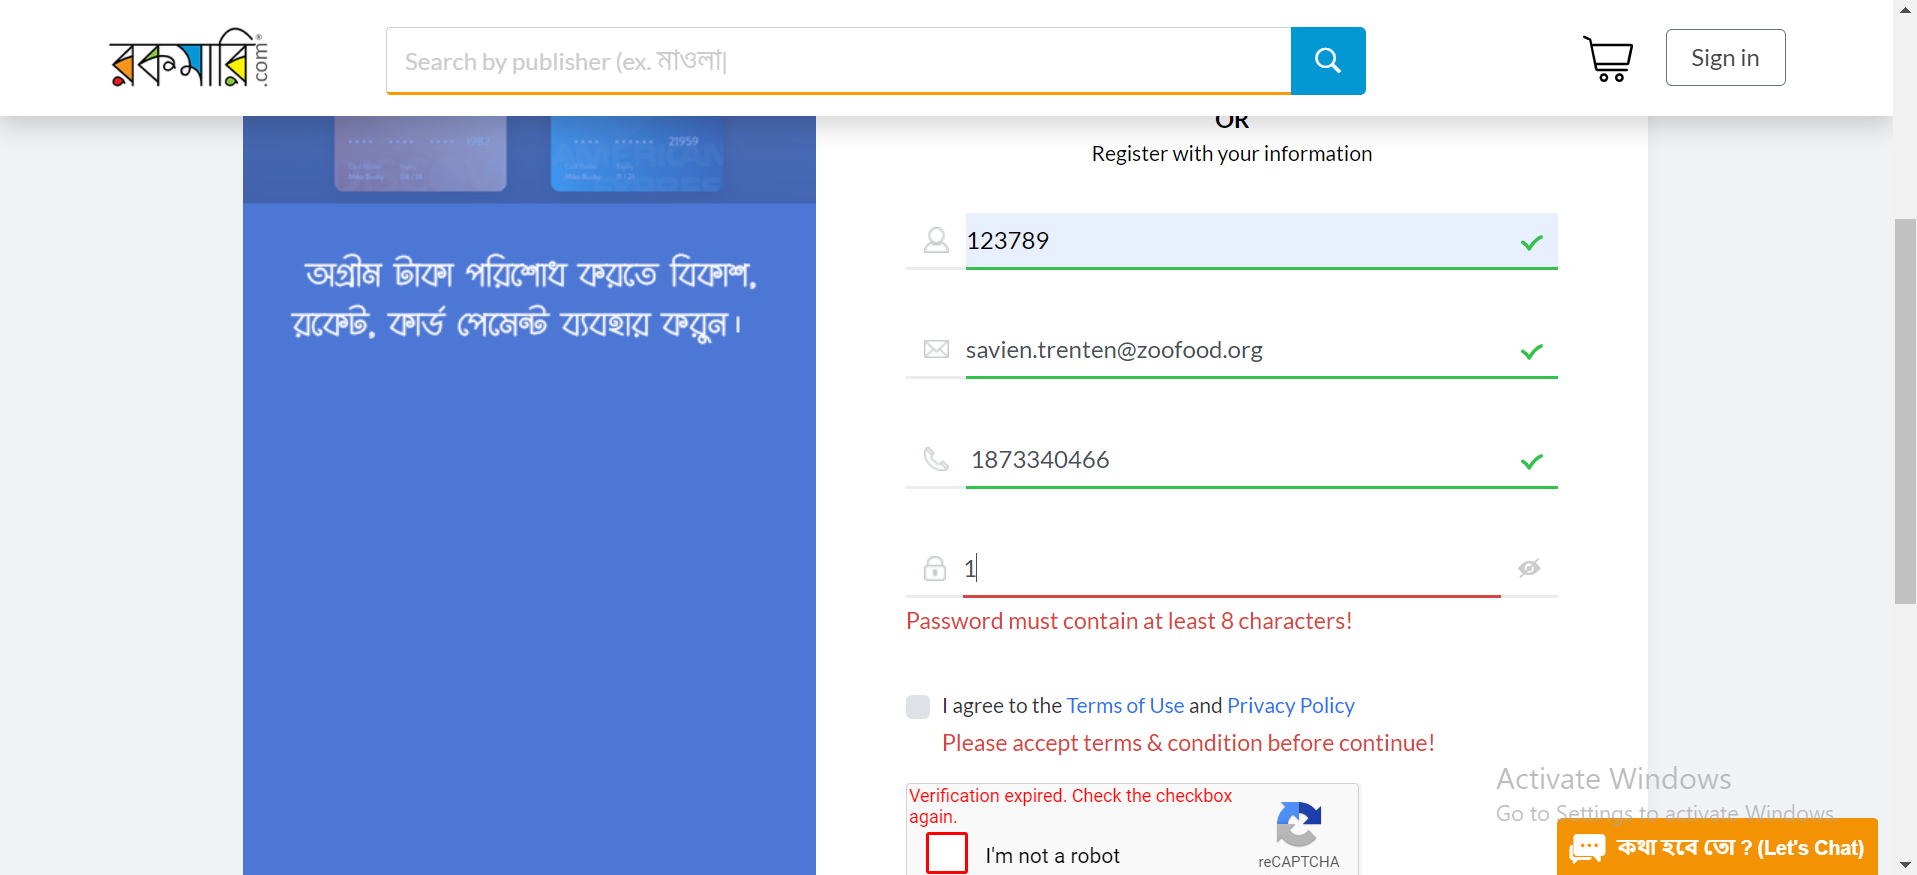 রকমারি.com
Search by publisher (ex. মাওলা|
Sign in
1982
21959
OR
Register with your information
অগ্রীম টাকা পরিশোধ করতে বিকাশ,
রকেট, কার্ড পেমেন্ট ব্যবহার করুন।
123789
savien.trenten@zoofood.org
1873340466
1
Password must contain at least 8 characters!
I agree to the Terms of Use and Privacy Policy
Please accept terms & condition before continue!
Verification expired. Check the checkbox
again.
I'm not a robot
reCAPTCHA
Activate Windows
Go to Settings to activate Windows.
কথা হবে তো ? (Let's Chat)